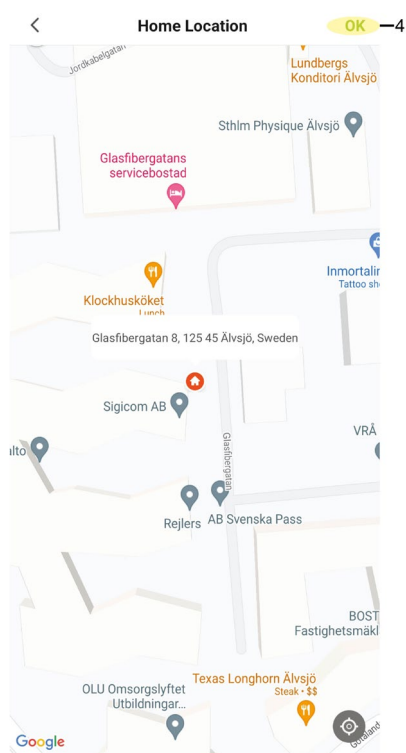 Home Location
OK
4
Jordkabelgatan
Lundbergs
Konditori Älvsjö
Sthlm Physique Älvsjö
Glasfibergatans
servicebostad
Inmortalin
Tattoo sho
Klockhusköket
Lunch
Glasfibergatan 8, 125 45 Älvsjö, Sweden
Sigicom AB
Glasfibergatan
VRÅ
alto
Rejlers
AB Svenska Pass
BOST
Fastighetsmäkl
Texas Longhorn Älvsjö
Steak • $$
OLU Omsorgslyftet
Utbildningar...
Götaland
Google